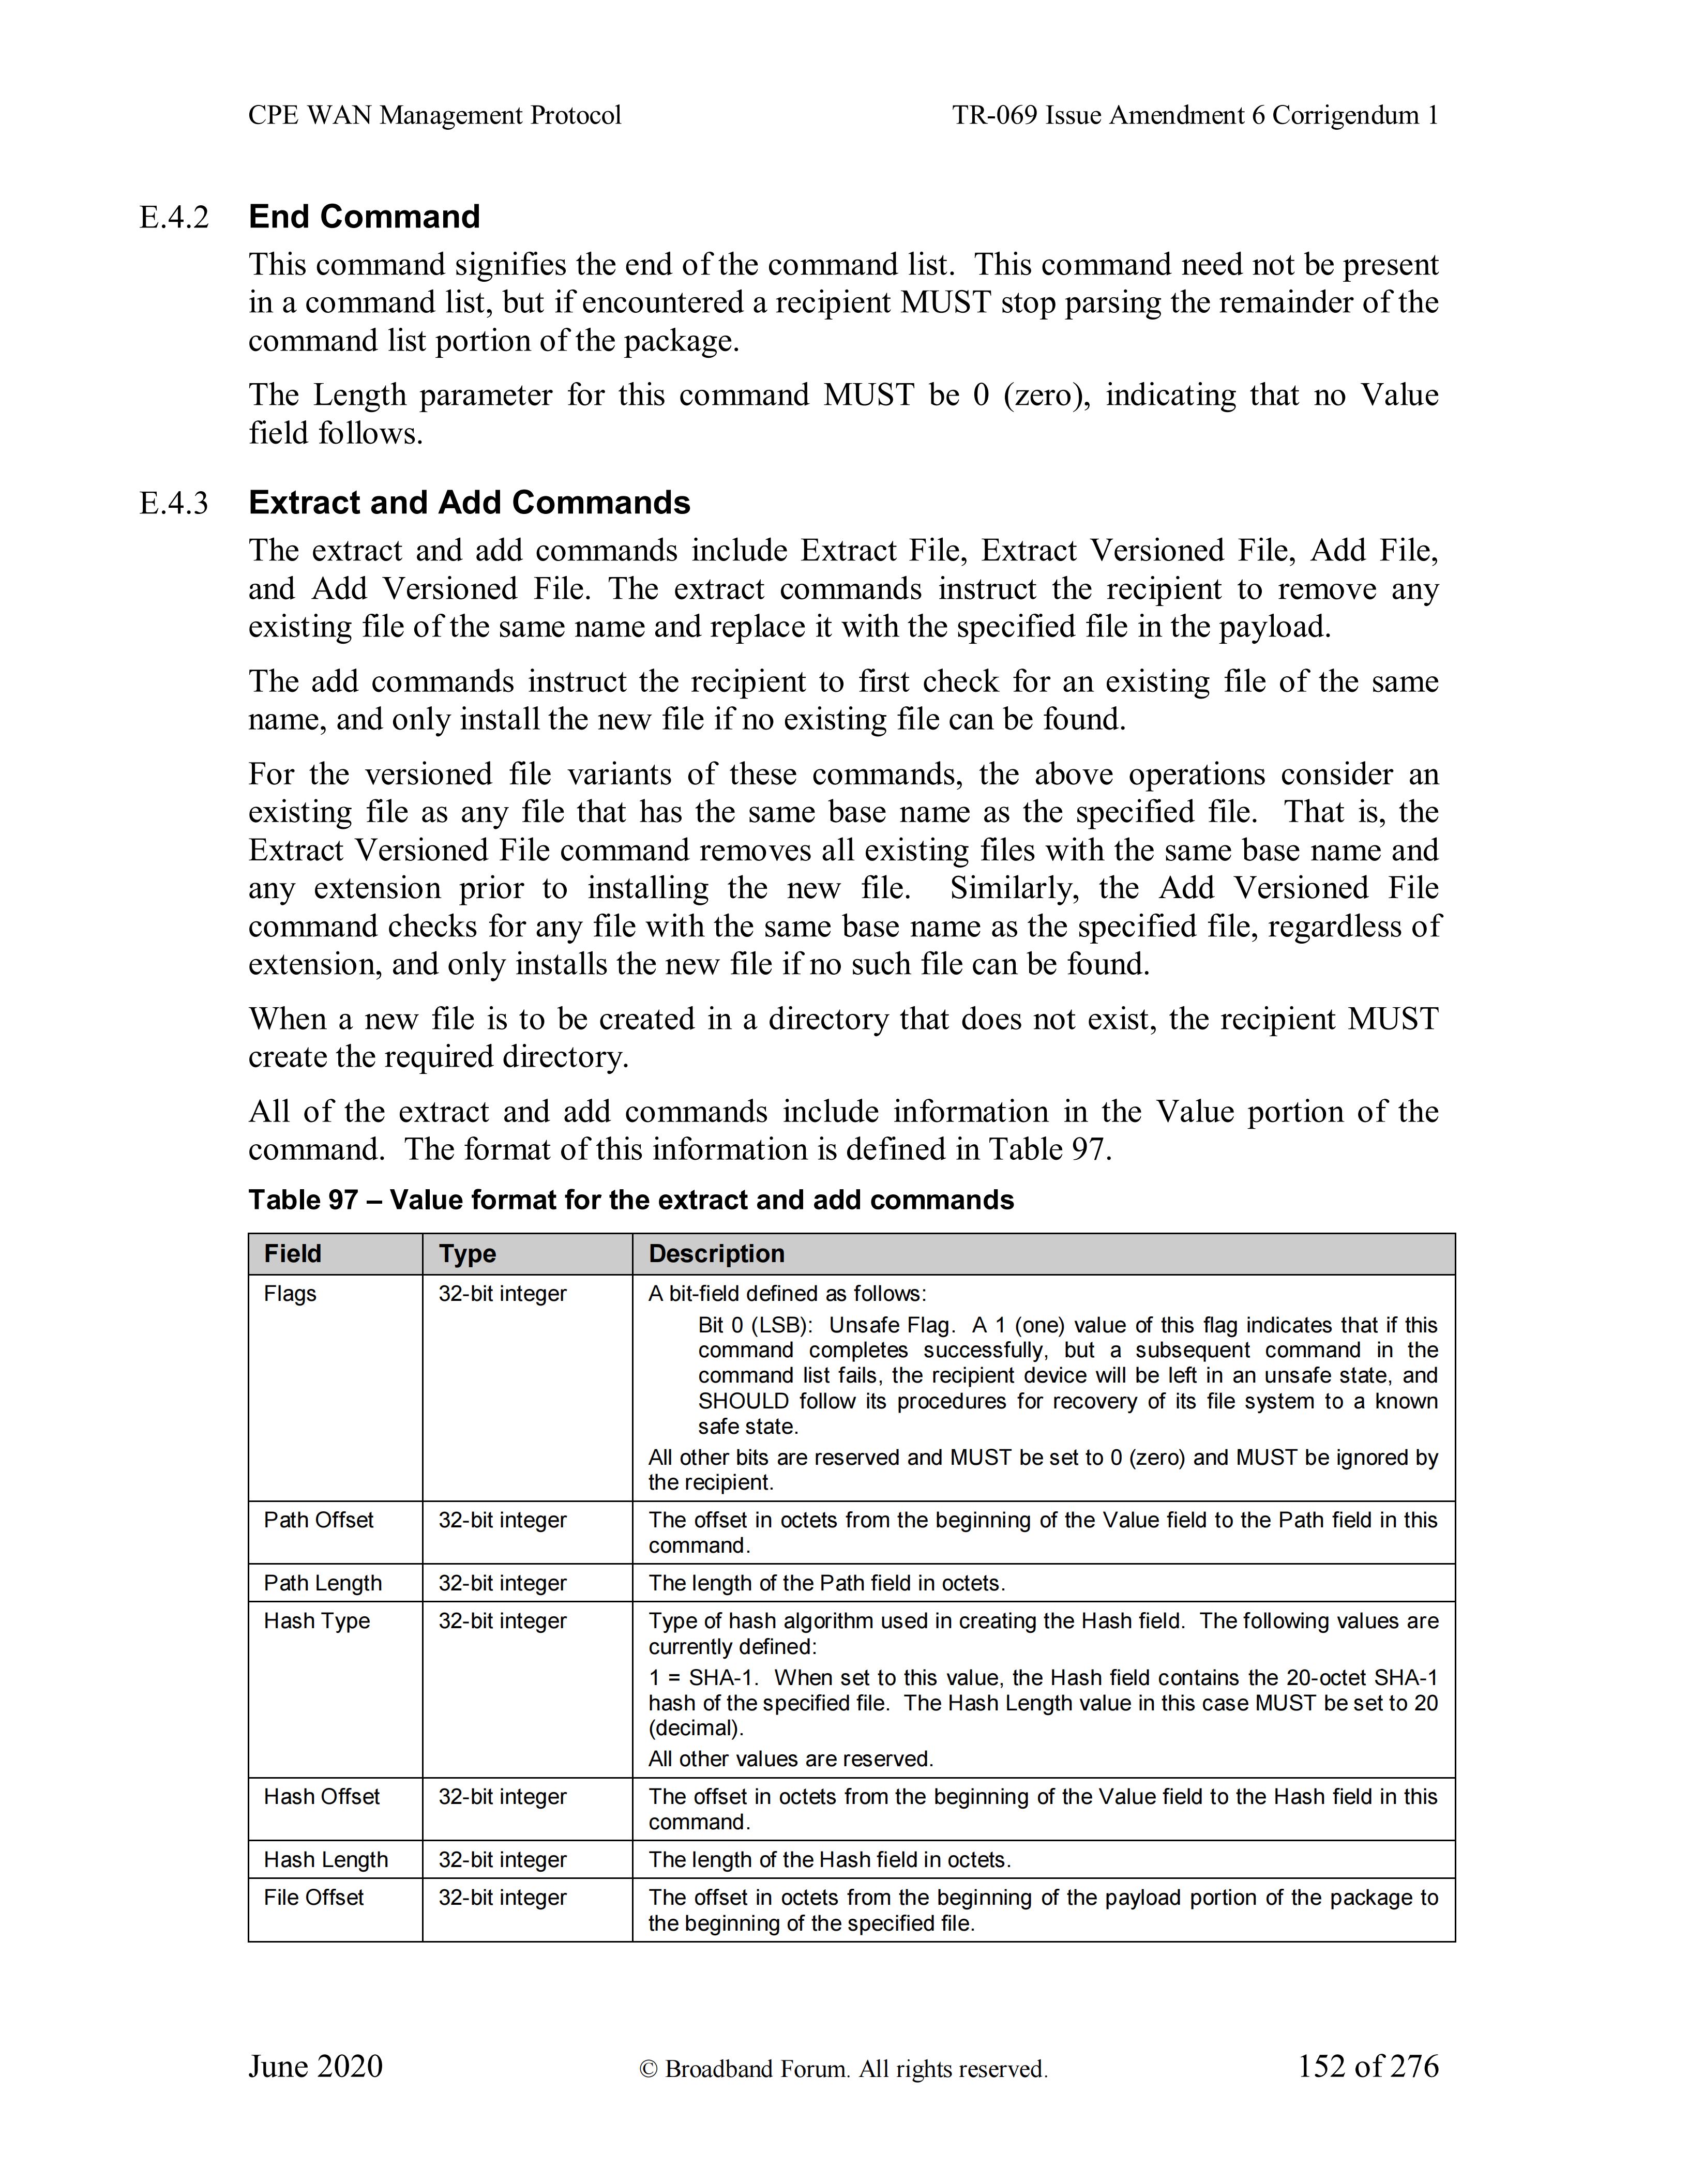 CPE WAN Management Protocol TR-069 Issue Amendment 6 Corrigendum 1
E.4.2 End Command
This command signifies the end of the command list. This command need not be present
in a command list, but if encountered a recipient MUST stop parsing the remainder of the
command list portion of the package.
The Length parameter for this command MUST be 0 (zero), indicating that no Value
field follows.
E.4.3 Extract and Add Commands
The extract and add commands include Extract File, Extract Versioned File, Add File,
and Add Versioned File. The extract commands instruct the recipient to remove any
existing file of the same name and replace it with the specified file in the payload.
The add commands instruct the recipient to first check for an existing file of the same
name, and only install the new file if no existing file can be found.
For the versioned file variants of these commands, the above operations consider an
existing file as any file that has the same base name as the specified file. That is, the
Extract Versioned File command removes all existing files with the same base name and
any extension prior to installing the new file. Similarly, the Add Versioned File
command checks for any file with the same base name as the specified file, regardless of
extension, and only installs the new file if no such file can be found.
When a new file is to be created in a directory that does not exist, the recipient MUST
create the required directory.
All of the extract and add commands include information in the Value portion of the
command. The format of this information is defined in Table 97.
Table 97 – Value format for the extract and add commands
Field Type Description
Flags 32-bit integer A bit-field defined as follows:
Bit 0 (LSB): Unsafe Flag. A 1 (one) value of this flag indicates that if this
command completes successfully, but a subsequent command in the
command list fails, the recipient device will be left in an unsafe state, and
SHOULD follow its procedures for recovery of its file system to a known
safe state.
All other bits are reserved and MUST be set to 0 (zero) and MUST be ignored by
the recipient.
Path Offset 32-bit integer The offset in octets from the beginning of the Value field to the Path field in this
command.
Path Length 32-bit integer The length of the Path field in octets.
Hash Type 32-bit integer Type of hash algorithm used in creating the Hash field. The following values are
currently defined:
1 = SHA-1. When set to this value, the Hash field contains the 20-octet SHA-1
hash of the specified file. The Hash Length value in this case MUST be set to 20
(decimal).
All other values are reserved.
Hash Offset 32-bit integer The offset in octets from the beginning of the Value field to the Hash field in this
command.
Hash Length 32-bit integer The length of the Hash field in octets.
File Offset 32-bit integer The offset in octets from the beginning of the payload portion of the package to
the beginning of the specified file.
June 2020 © Broadband Forum. All rights reserved. 152 of 276